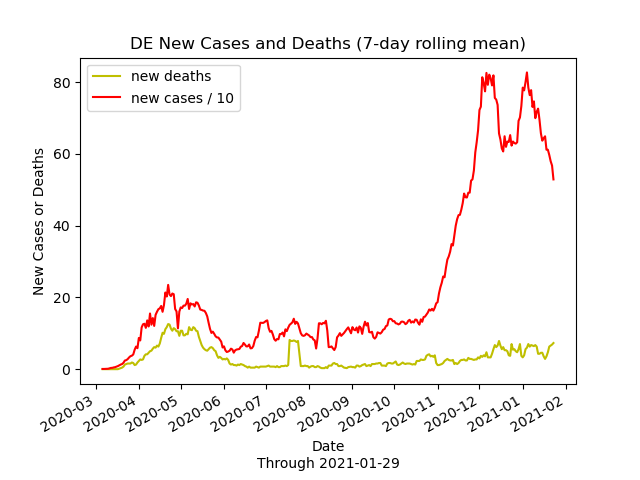 DE New Cases and Deaths (7-day rolling mean)
new deaths
new cases / 10
New Cases or Deaths
80
60
40
20
0
2020-03
2020-04
2020-05
2020-06
2020-07
2020-08
2020-09
2020-10
2020-11
2020-12
2021-01
2021-02
Date
Through 2021-01-29